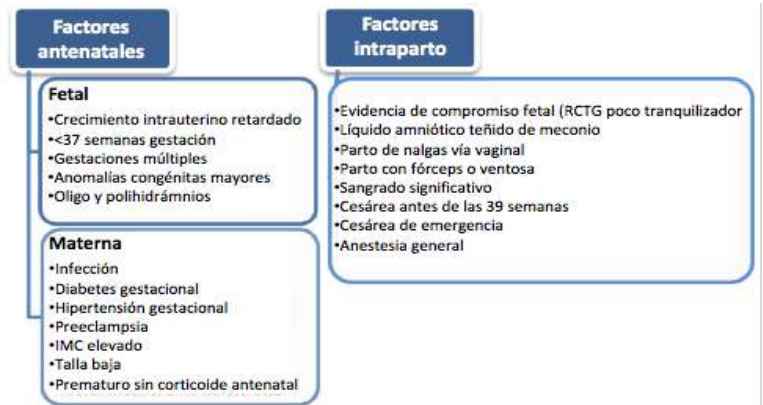 Factores
antenatales
Fetal
•Crecimiento intrauterino retardado
•<37 semanas gestación
•Gestaciones múltiples
•Anomalías congénitas mayores
•Oligo y polihidrámnios
Materna
•Infección
•Diabetes gestacional
•Hipertensión gestacional
•Preeclampsia
•IMC elevado
•Talla baja
•Prematuro sin corticoide antenatal
Factores
intraparto
•Evidencia de compromiso fetal (RCTG poco tranquilizador
•Líquido amniótico teñido de meconio
•Parto de nalgas vía vaginal
•Parto con fórceps o ventosa
•Sangrado significativo
•Cesárea antes de las 39 semanas
•Cesárea de emergencia
•Anestesia general